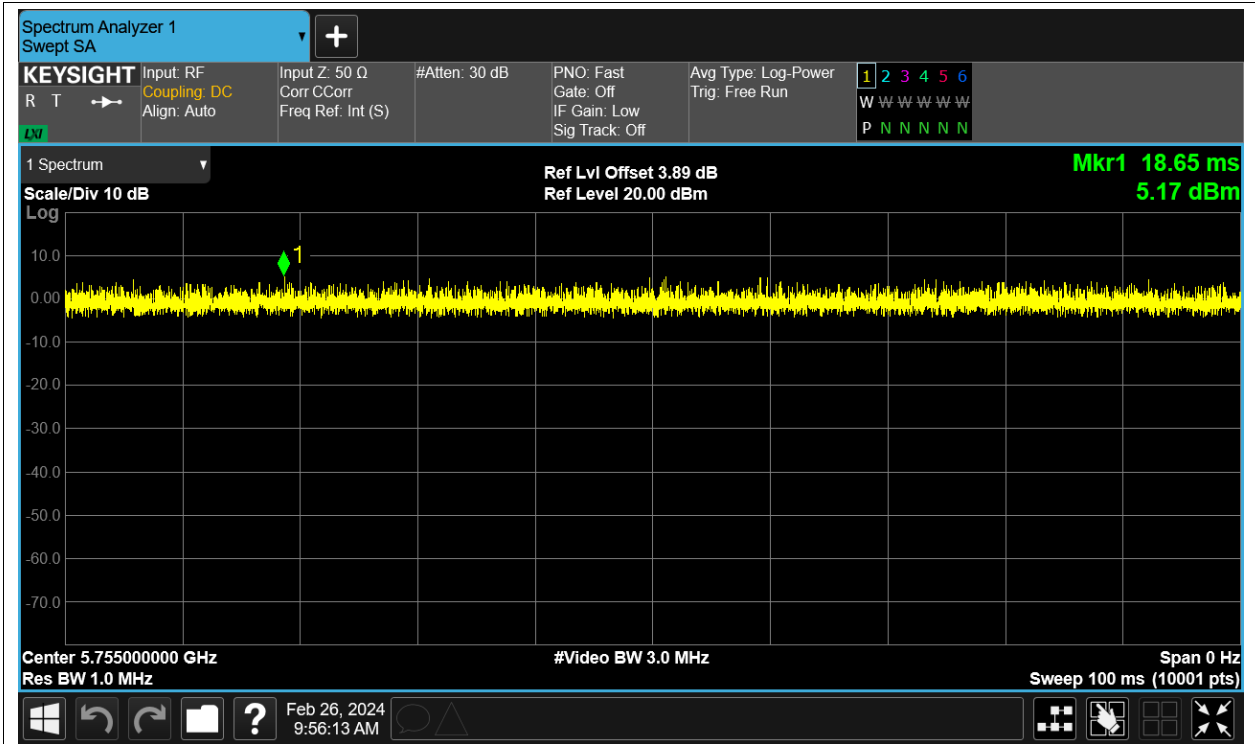 Spectrum Analyzer 1
Swept SA
KEYSIGHT
R T
LXI
Input: RF
Coupling: DC
Align: Auto
Input Z: 50 Ω
Corr CCorr
Freq Ref: Int (S)
#Atten: 30 dB
PNO: Fast
Gate: Off
IF Gain: Low
Sig Track: Off
Avg Type: Log-Power
Trig: Free Run
1 2 3 4 5 6
W W W W W W
P N N N N N
1 Spectrum
Scale/Div 10 dB
Ref Lvl Offset 3.89 dB
Ref Level 20.00 dBm
Mkr1 18.65 ms
5.17 dBm
Log
1
10.0
0.00
-10.0
-20.0
-30.0
-40.0
-50.0
-60.0
-70.0
Center 5.755000000 GHz
#Video BW 3.0 MHz
Span 0 Hz
Res BW 1.0 MHz
Sweep 100 ms (10001 pts)
?
Feb 26, 2024
9:56:13 AM